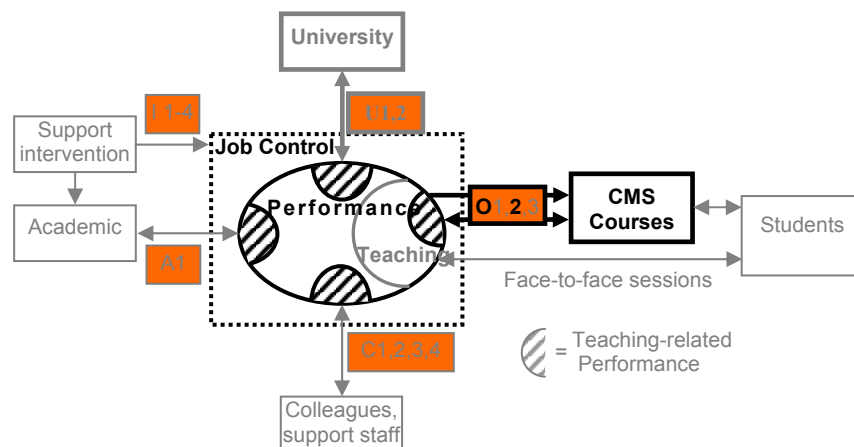 University
I 1-4
U1,2
Support
intervention
Job Control
Performance
O1,2,3
CMS
Courses
Academic
Students
Teaching
A1
Face-to-face sessions
C1,2,3,4
= Teaching-related
Performance
Colleagues,
support staff